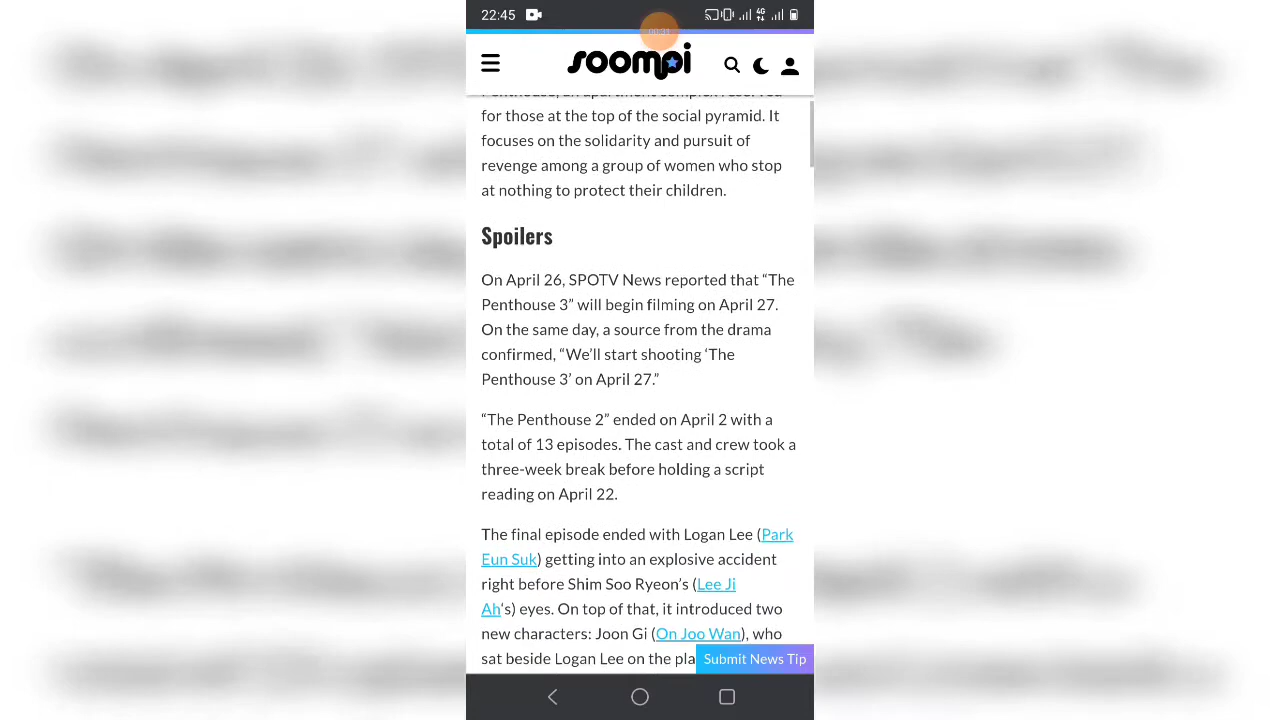 22:45
4G
00:31
soompi
for those at the top of the social pyramid. It
focuses on the solidarity and pursuit of
revenge among a group of women who stop
at nothing to protect their children.
Spoilers
On April 26, SPOTV News reported that “The
Penthouse 3” will begin filming on April 27.
On the same day, a source from the drama
confirmed, “We’ll start shooting ‘The
Penthouse 3’ on April 27.”
“The Penthouse 2” ended on April 2 with a
total of 13 episodes. The cast and crew took a
three-week break before holding a script
reading on April 22.
The final episode ended with Logan Lee (Park
Eun Suk) getting into an explosive accident
right before Shim Soo Ryeon’s (Lee Ji
Ah‘s) eyes. On top of that, it introduced two
new characters: Joon Gi (On Joo Wan), who
sat beside Logan Lee on the pla
Submit News Tip